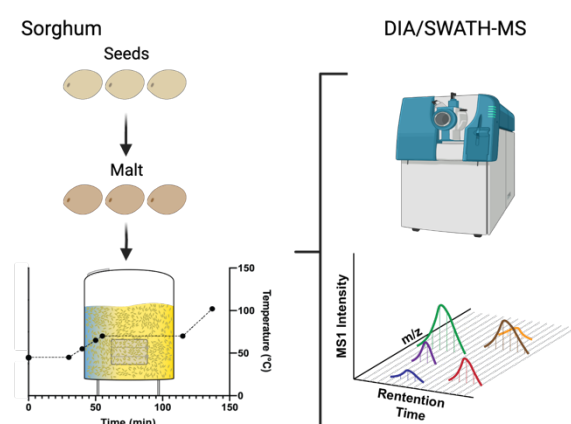 Sorghum
DIA/SWATH-MS
Seeds
Malt
150
100
50
0
Temperature (°C)
0
50
100
150
Time (min)
MS1 Intensity
m/z
Rentention
Time